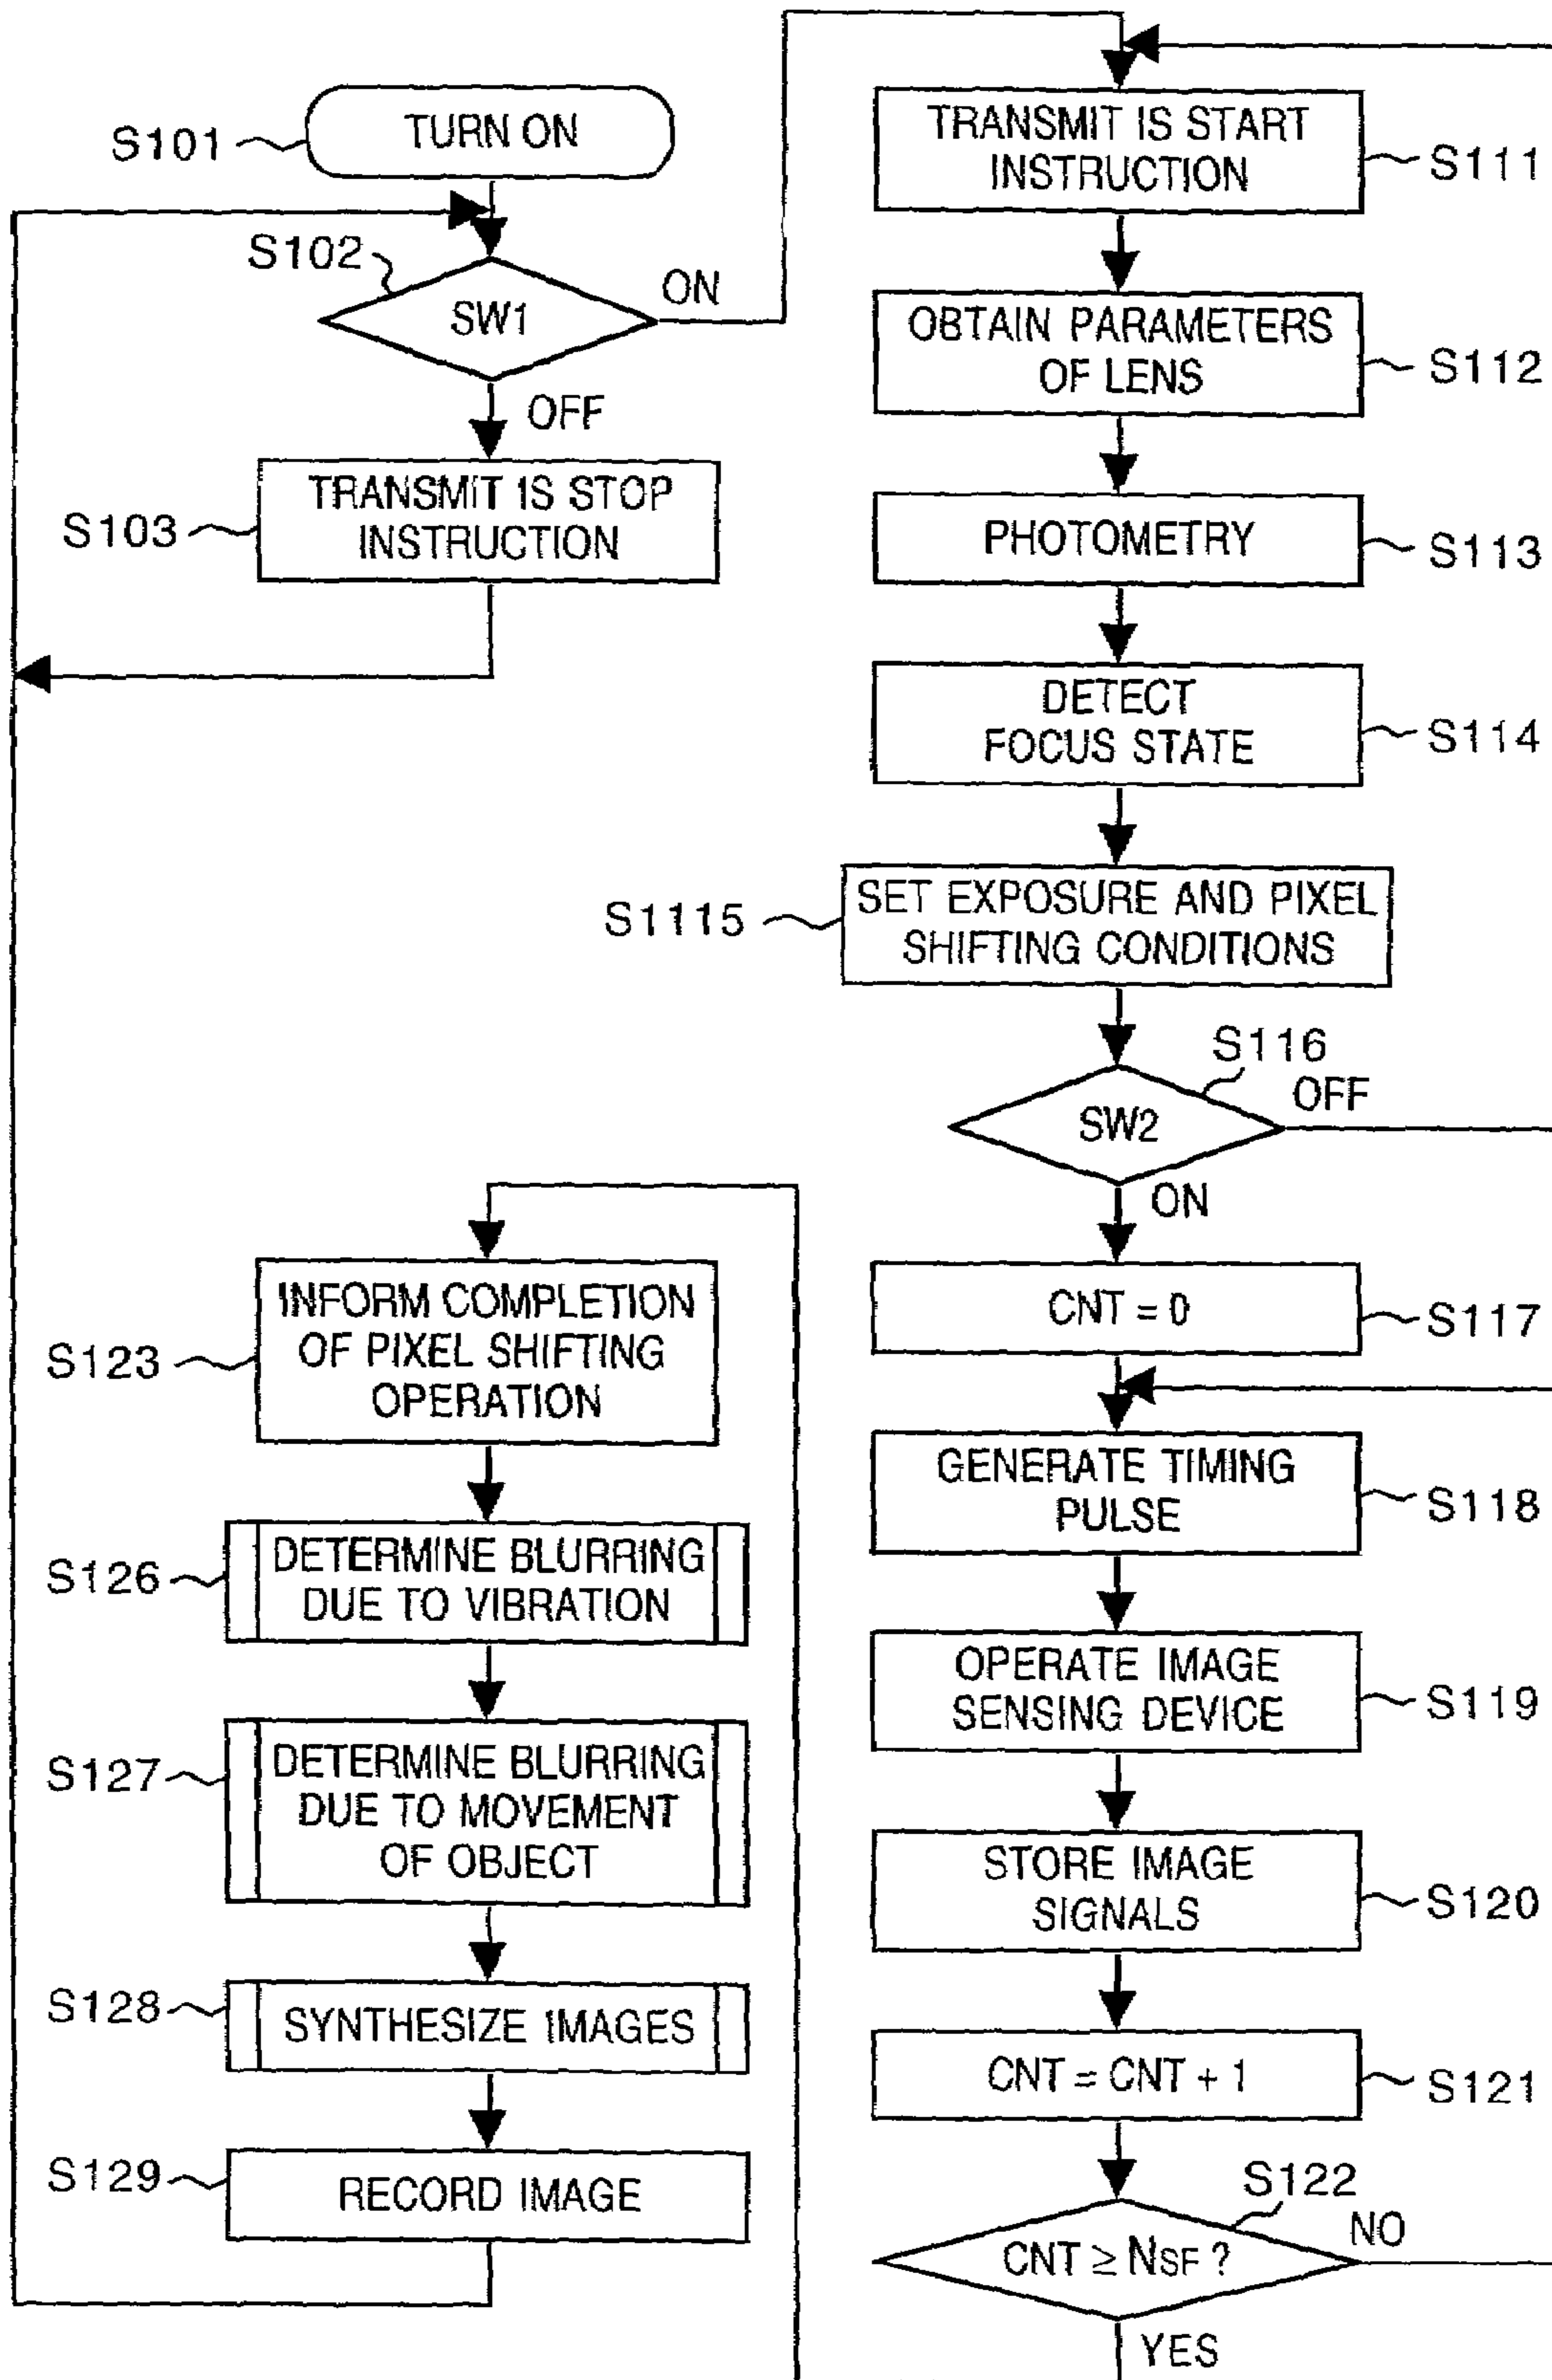 S101
TURN ON
S102
SW1
ON
OFF
S103
TRANSMIT IS STOP
INSTRUCTION
TRANSMIT IS START
INSTRUCTION
S111
OBTAIN PARAMETERS
OF LENS
S112
PHOTOMETRY
S113
DETECT
FOCUS STATE
S114
S1115
SET EXPOSURE AND PIXEL
SHIFTING CONDITIONS
S116
SW2
OFF
ON
CNT = 0
S117
GENERATE TIMING
PULSE
S118
OPERATE IMAGE
SENSING DEVICE
S119
STORE IMAGE
SIGNALS
S120
CNT = CNT + 1
S121
S122
CNT ≥ NSF ?
NO
YES
S123
INFORM COMPLETION
OF PIXEL SHIFTING
OPERATION
S126
DETERMINE BLURRING
DUE TO VIBRATION
S127
DETERMINE BLURRING
DUE TO MOVEMENT
OF OBJECT
S128
SYNTHESIZE IMAGES
S129
RECORD IMAGE